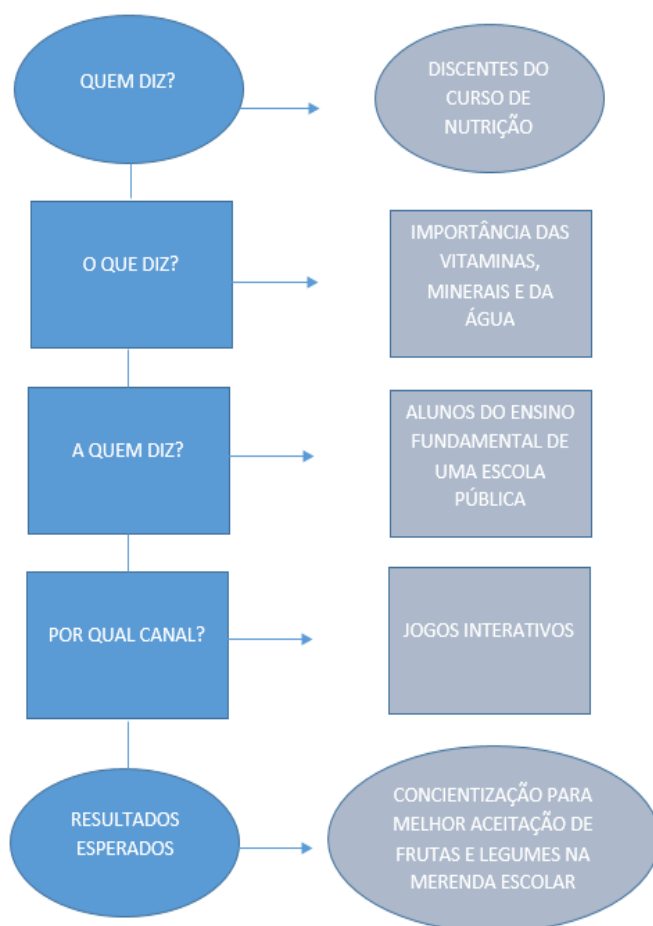 QUEM DIZ?
DISCENTES DO
CURSO DE
NUTRIÇÃO
O QUE DIZ?
IMPORTÂNCIA DAS
VITAMINAS,
MINERAIS E DA
ÁGUA
A QUEM DIZ?
ALUNOS DO ENSINO
FUNDAMENTAL DE
UMA ESCOLA
PÚBLICA
POR QUAL CANAL?
JOGOS INTERATIVOS
RESULTADOS
ESPERADOS
CONCIENTIZAÇÃO PARA
MELHOR ACEITAÇÃO DE
FRUTAS E LEGUMES NA
MERENDA ESCOLAR